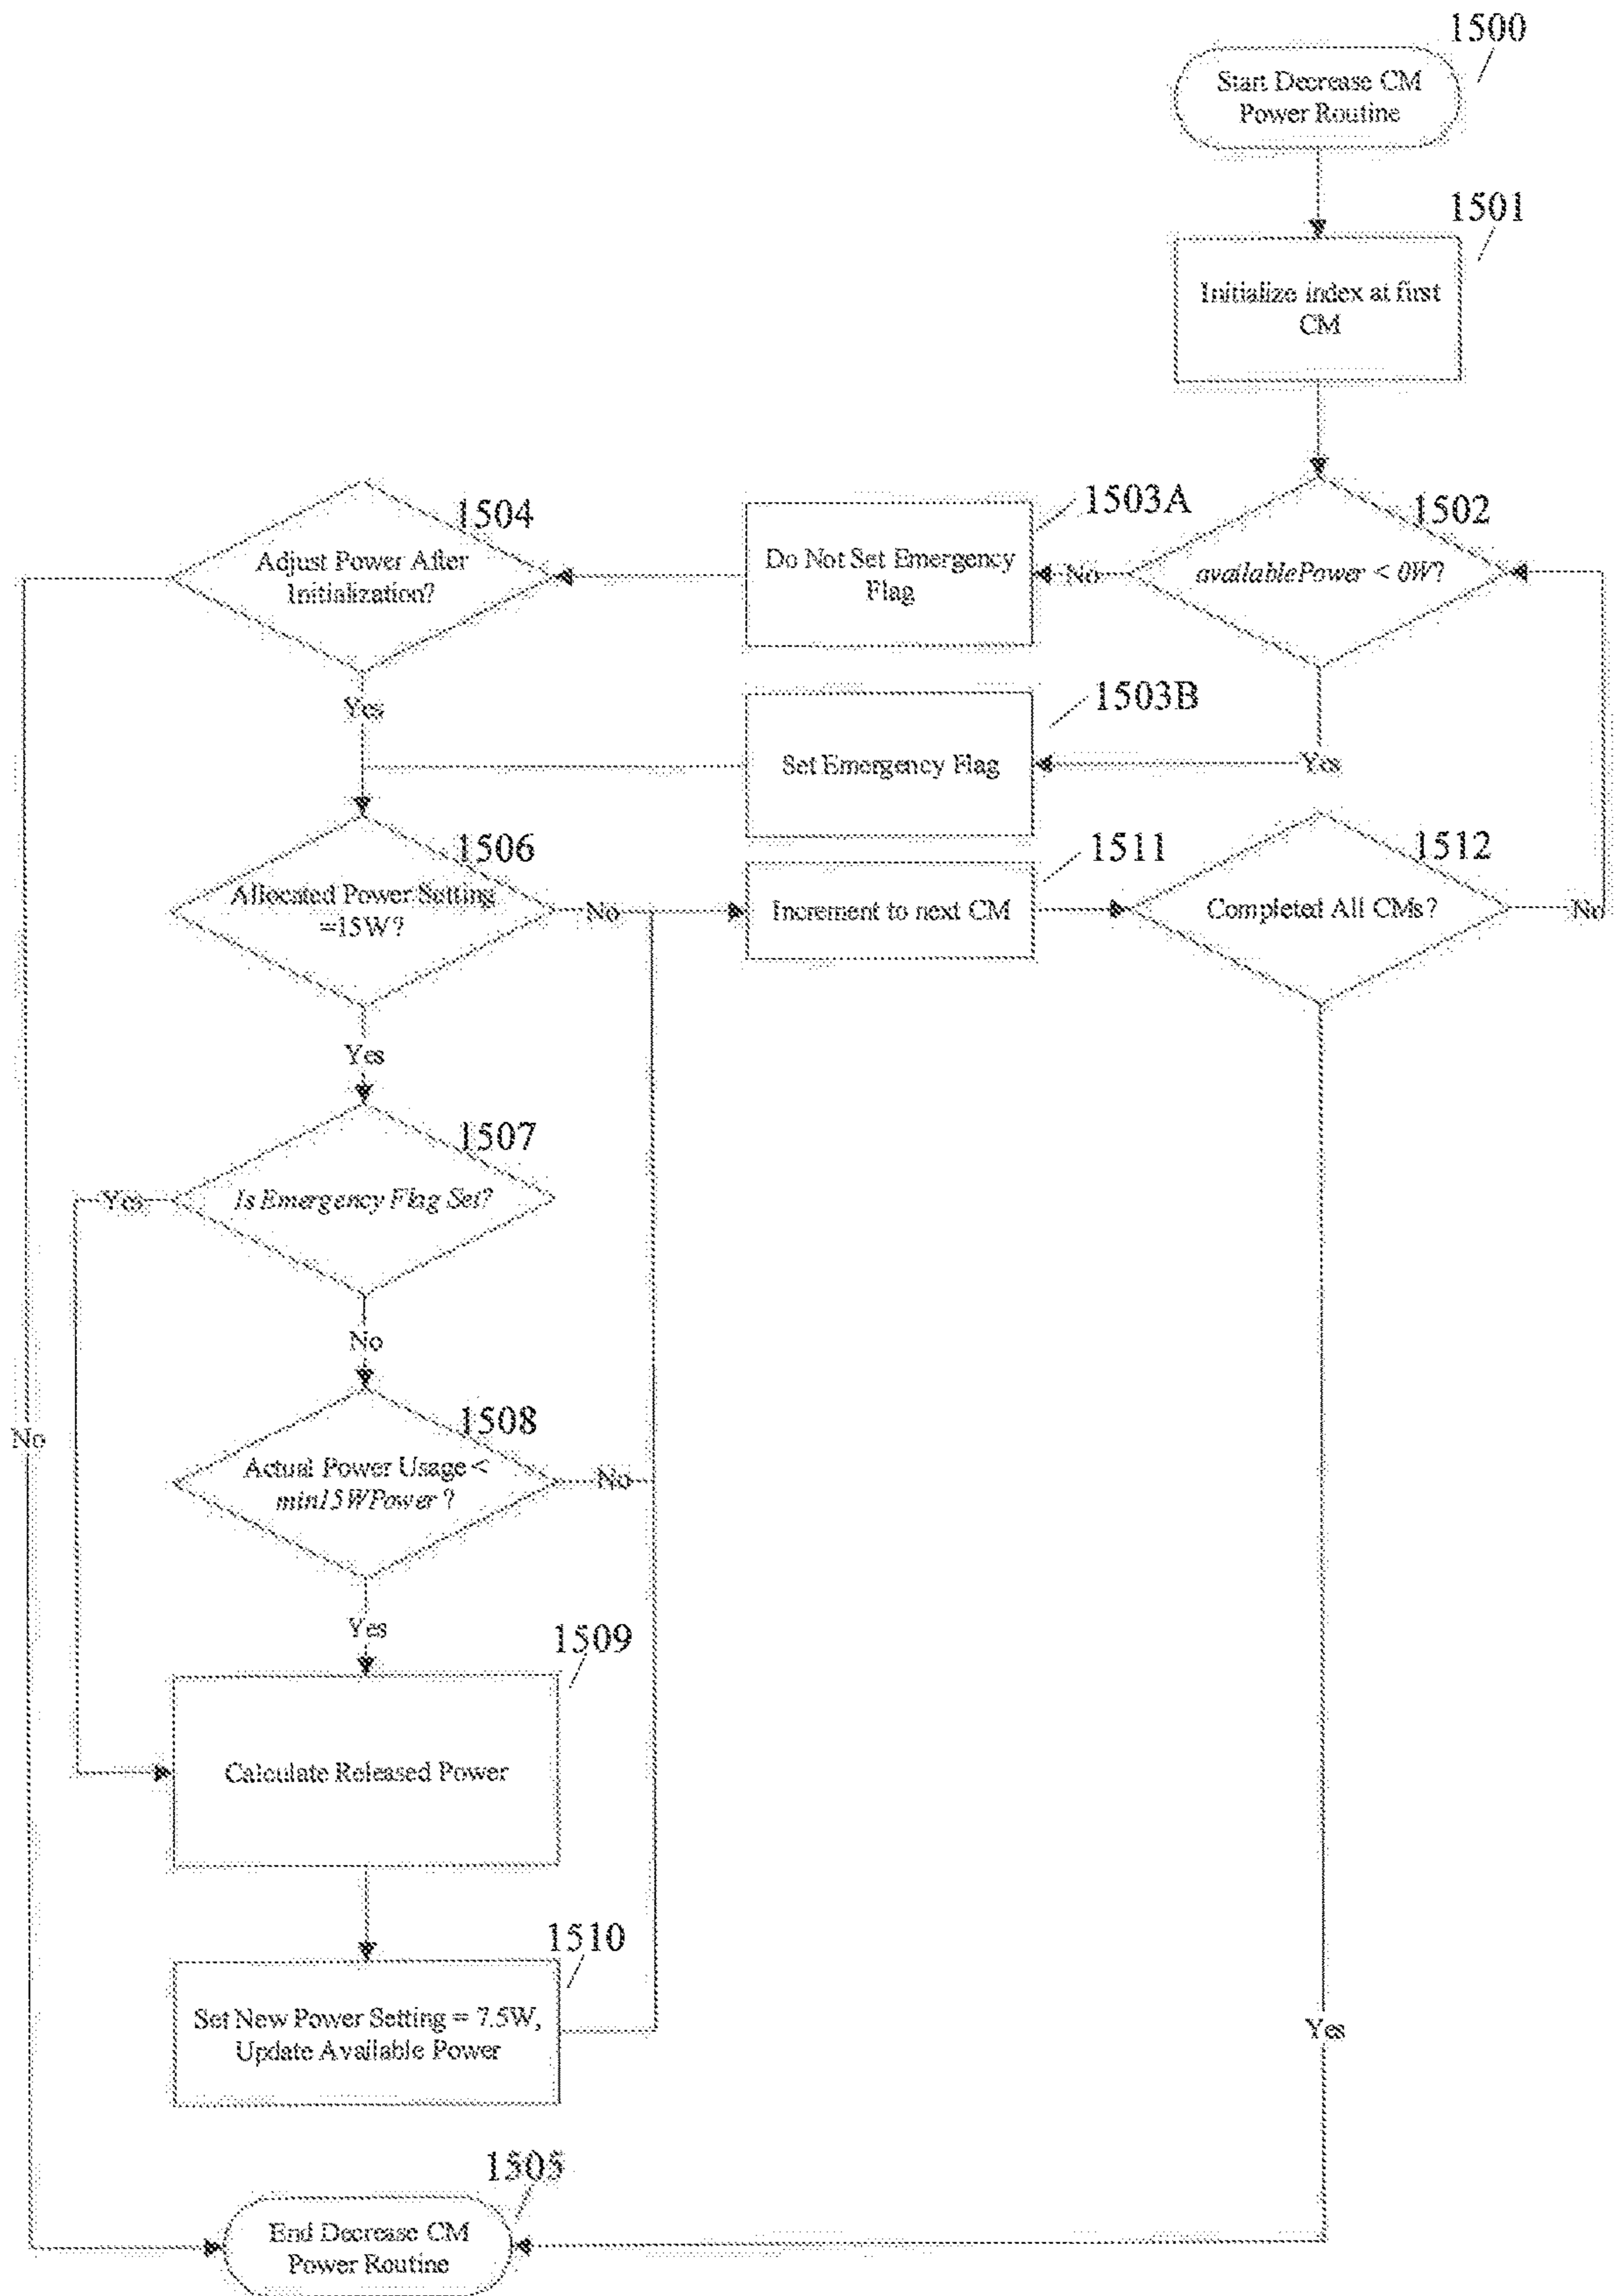 1500
Start Decrease CM
Power Routine
1501
Initialize index at first
CM
1504
Adjust Power After
Initialization?
1503A
Do Not Set Emergency
Flag
No
1502
availablePower < 0W?
Yes
1503B
Set Emergency Flag
Yes
1506
Allocated Power Setting
=15W?
No
1511
Increment to next CM
1512
Completed All CMs?
No
Yes
1507
Yes
Is Emergency Flag Set?
No
No
1508
Actual Power Usage <
min15WPower ?
No
Yes
1509
Calculate Released Power
1510
Set New Power Setting = 7.5W,
Update Available Power
Yes
1505
End Decrease CM
Power Routine